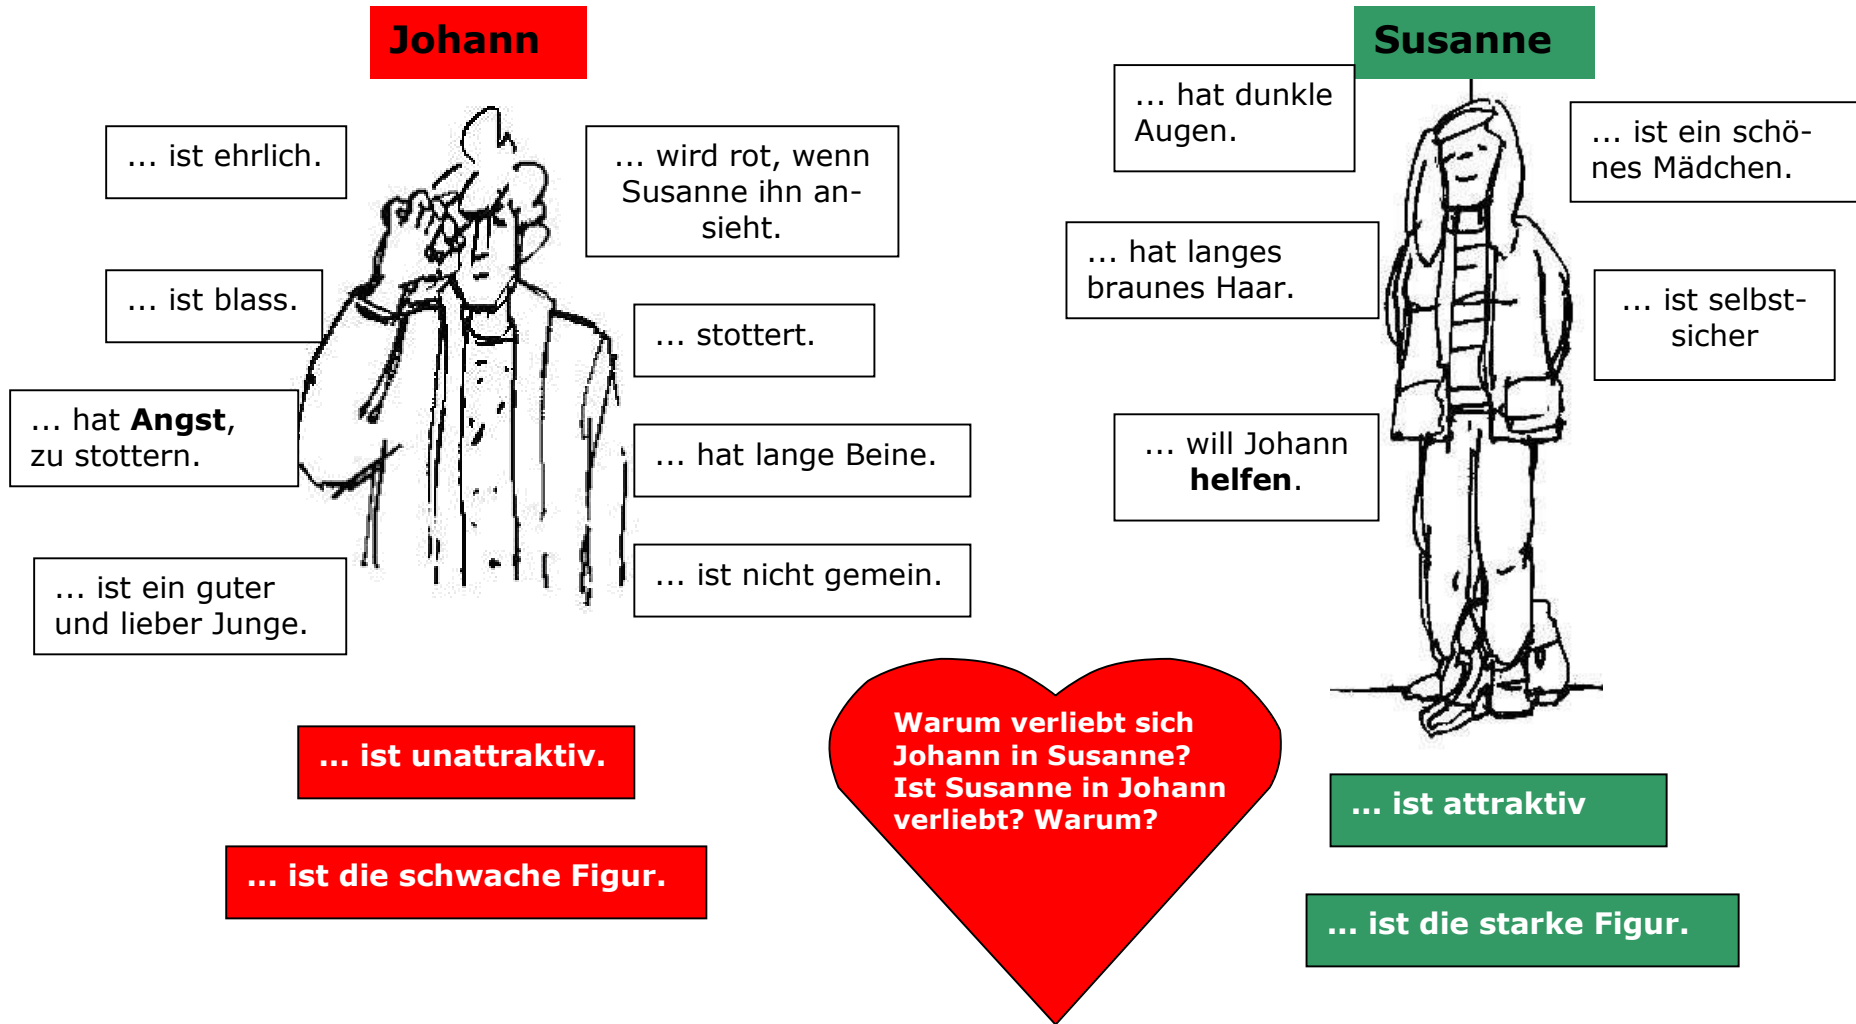 Johann
... ist ehrlich.
... wird rot, wenn
Susanne ihn an-
sieht.
... ist blass.
... stottert.
... hat Angst,
zu stottern.
... hat lange Beine.
... ist ein guter
und lieber Junge.
... ist nicht gemein.
... ist unattraktiv.
... ist die schwache Figur.
Warum verliebt sich
Johann in Susanne?
Ist Susanne in Johann
verliebt? Warum?
Susanne
... hat dunkle
Augen.
... ist ein schö-
nes Mädchen.
... hat langes
braunes Haar.
... ist selbst-
sicher
... will Johann
helfen.
... ist attraktiv
... ist die starke Figur.